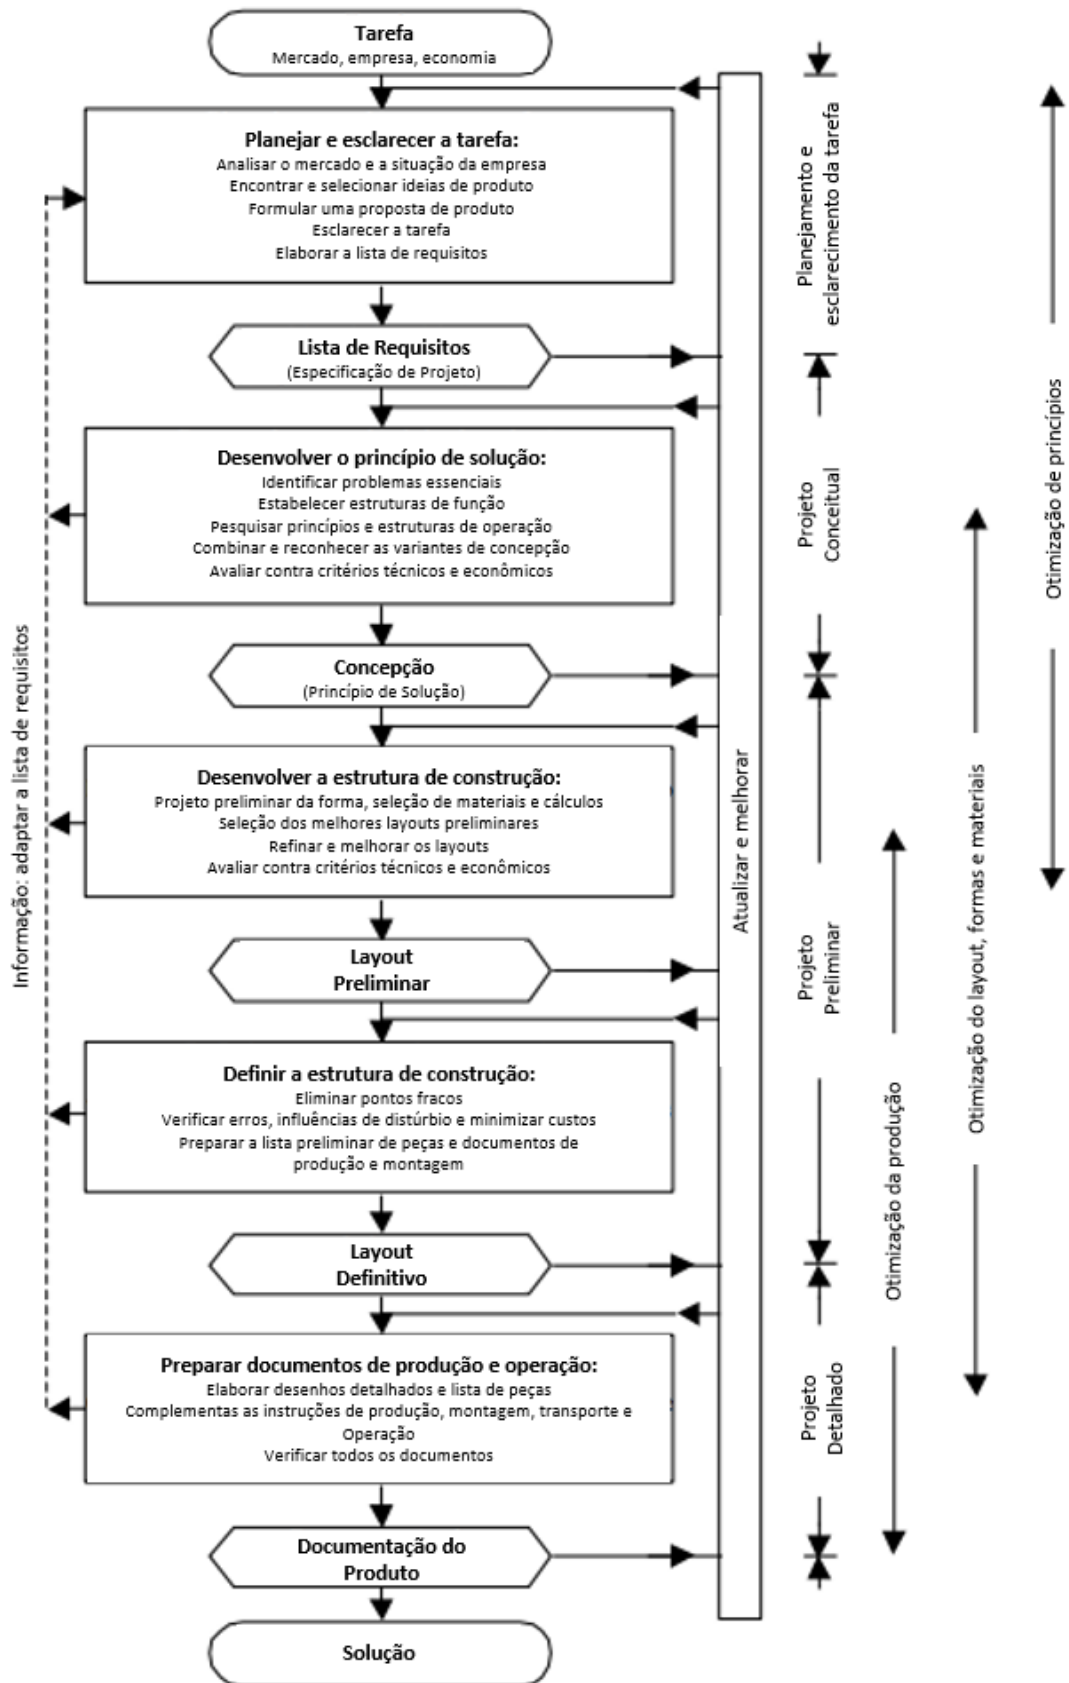 Tarefa
Mercado, empresa, economia
Planejar e esclarecer a tarefa:
Analisar o mercado e a situação da empresa
Encontrar e selecionar ideias de produto
Formular uma proposta de produto
Esclarecer a tarefa
Elaborar a lista de requisitos
Lista de Requisitos
(Especificação de Projeto)
Desenvolver o princípio de solução:
Identificar problemas essenciais
Estabelecer estruturas de função
Pesquisar princípios e estruturas de operação
Combinar e reconhecer as variantes de concepção
Avaliar contra critérios técnicos e econômicos
Concepção
(Princípio de Solução)
Desenvolver a estrutura de construção:
Projeto preliminar da forma, seleção de materiais e cálculos
Seleção dos melhores layouts preliminares
Refinar e melhorar os layouts
Avaliar contra critérios técnicos e econômicos
Layout
Preliminar
Definir a estrutura de construção:
Eliminar pontos fracos
Verificar erros, influências de distúrbio e minimizar custos
Preparar a lista preliminar de peças e documentos de
produção e montagem
Layout
Definitivo
Preparar documentos de produção e operação:
Elaborar desenhos detalhados e lista de peças
Complementas as instruções de produção, montagem, transporte e
Operação
Verificar todos os documentos
Documentação do
Produto
Solução
Informação: adaptar a lista de requisitos
Atualizar e melhorar
Planejamento e
esclarecimento da tarefa
Projeto
Conceitual
Projeto
Preliminar
Projeto
Detalhado
Otimização da produção
Otimização do layout, formas e materiais
Otimização de princípios